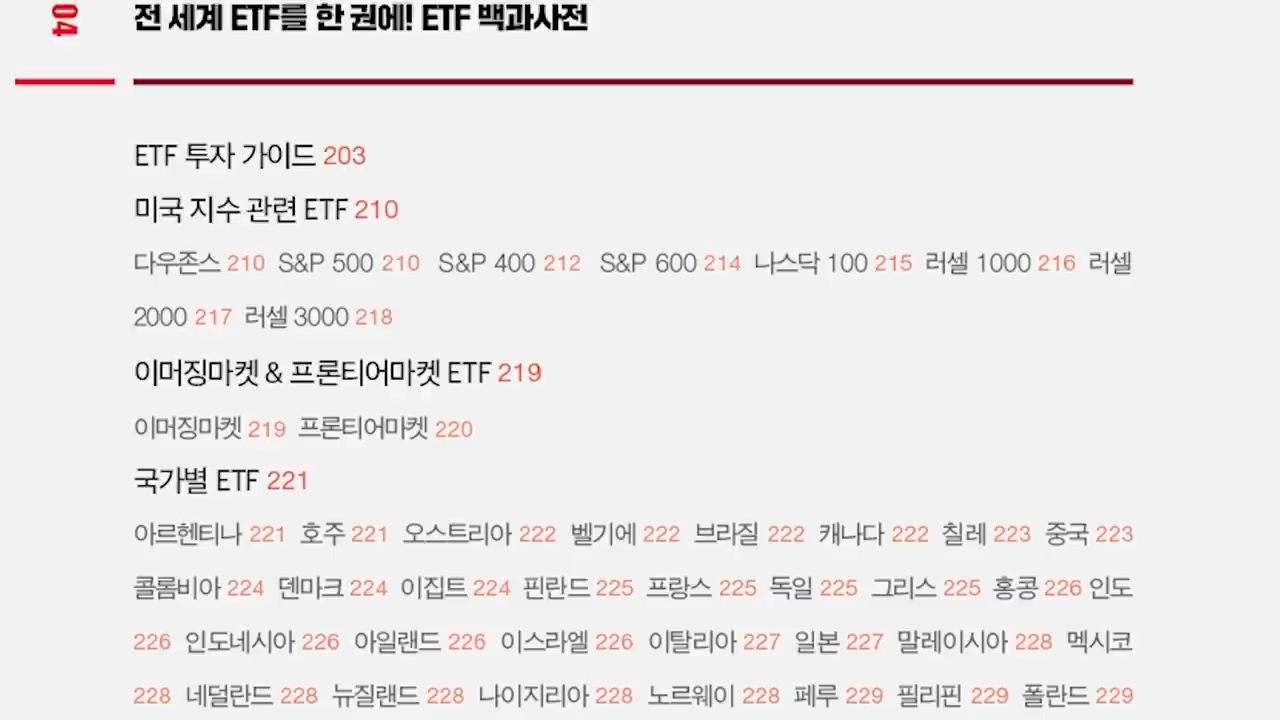 04
전 세계 ETF를 한 권에! ETF 백과사전
ETF 투자 가이드 203
미국 지수 관련 ETF 210
다우존스 210 S&P 500 210 S&P 400 212 S&P 600 214 나스닥 100 215 러셀 1000 216 러셀
2000 217 러셀 3000 218
이머징마켓 & 프론티어마켓 ETF 219
이머징마켓 219 프론티어마켓 220
국가별 ETF 221
아르헨티나 221 호주 221 오스트리아 222 벨기에 222 브라질 222 캐나다 222 칠레 223 중국 223
콜롬비아 224 덴마크 224 이집트 224 핀란드 225 프랑스 225 독일 225 그리스 225 홍콩 226 인도
226 인도네시아 226 아일랜드 226 이스라엘 226 이탈리아 227 일본 227 말레이시아 228 멕시코
228 네덜란드 228 뉴질랜드 228 나이지리아 228 노르웨이 228 페루 229 필리핀 229 폴란드 229